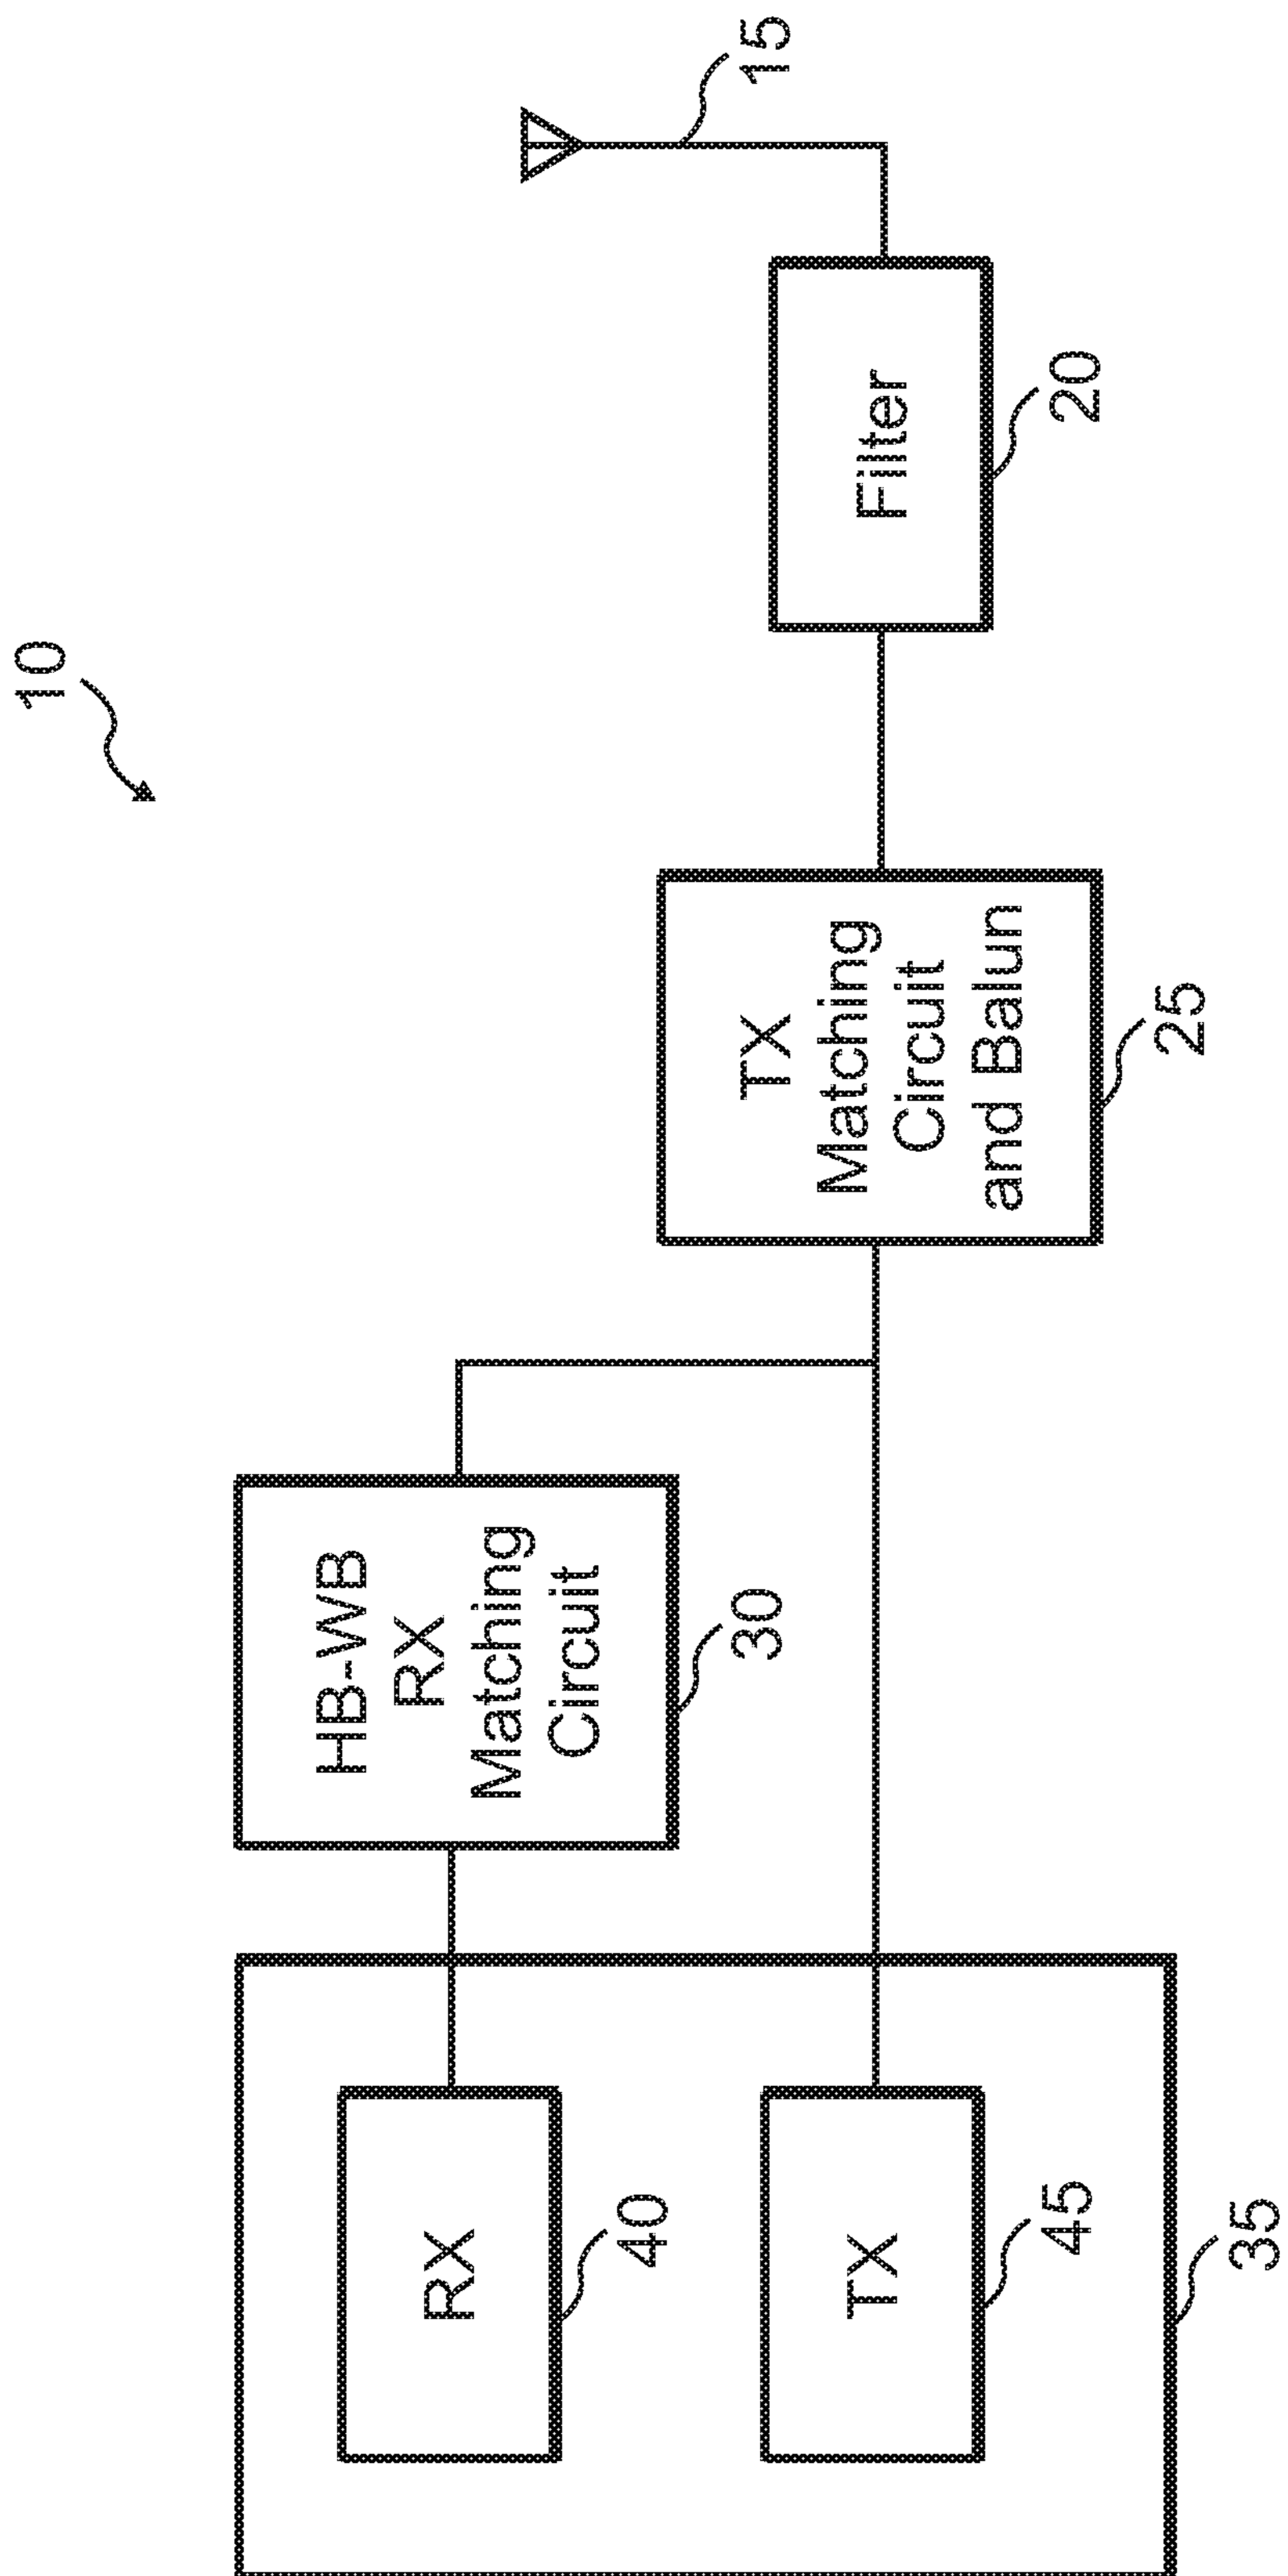 10
RX
40
TX
45
35
HB-WB
RX
Matching
Circuit
30
TX
Matching
Circuit
and Balun
25
Filter
20
15